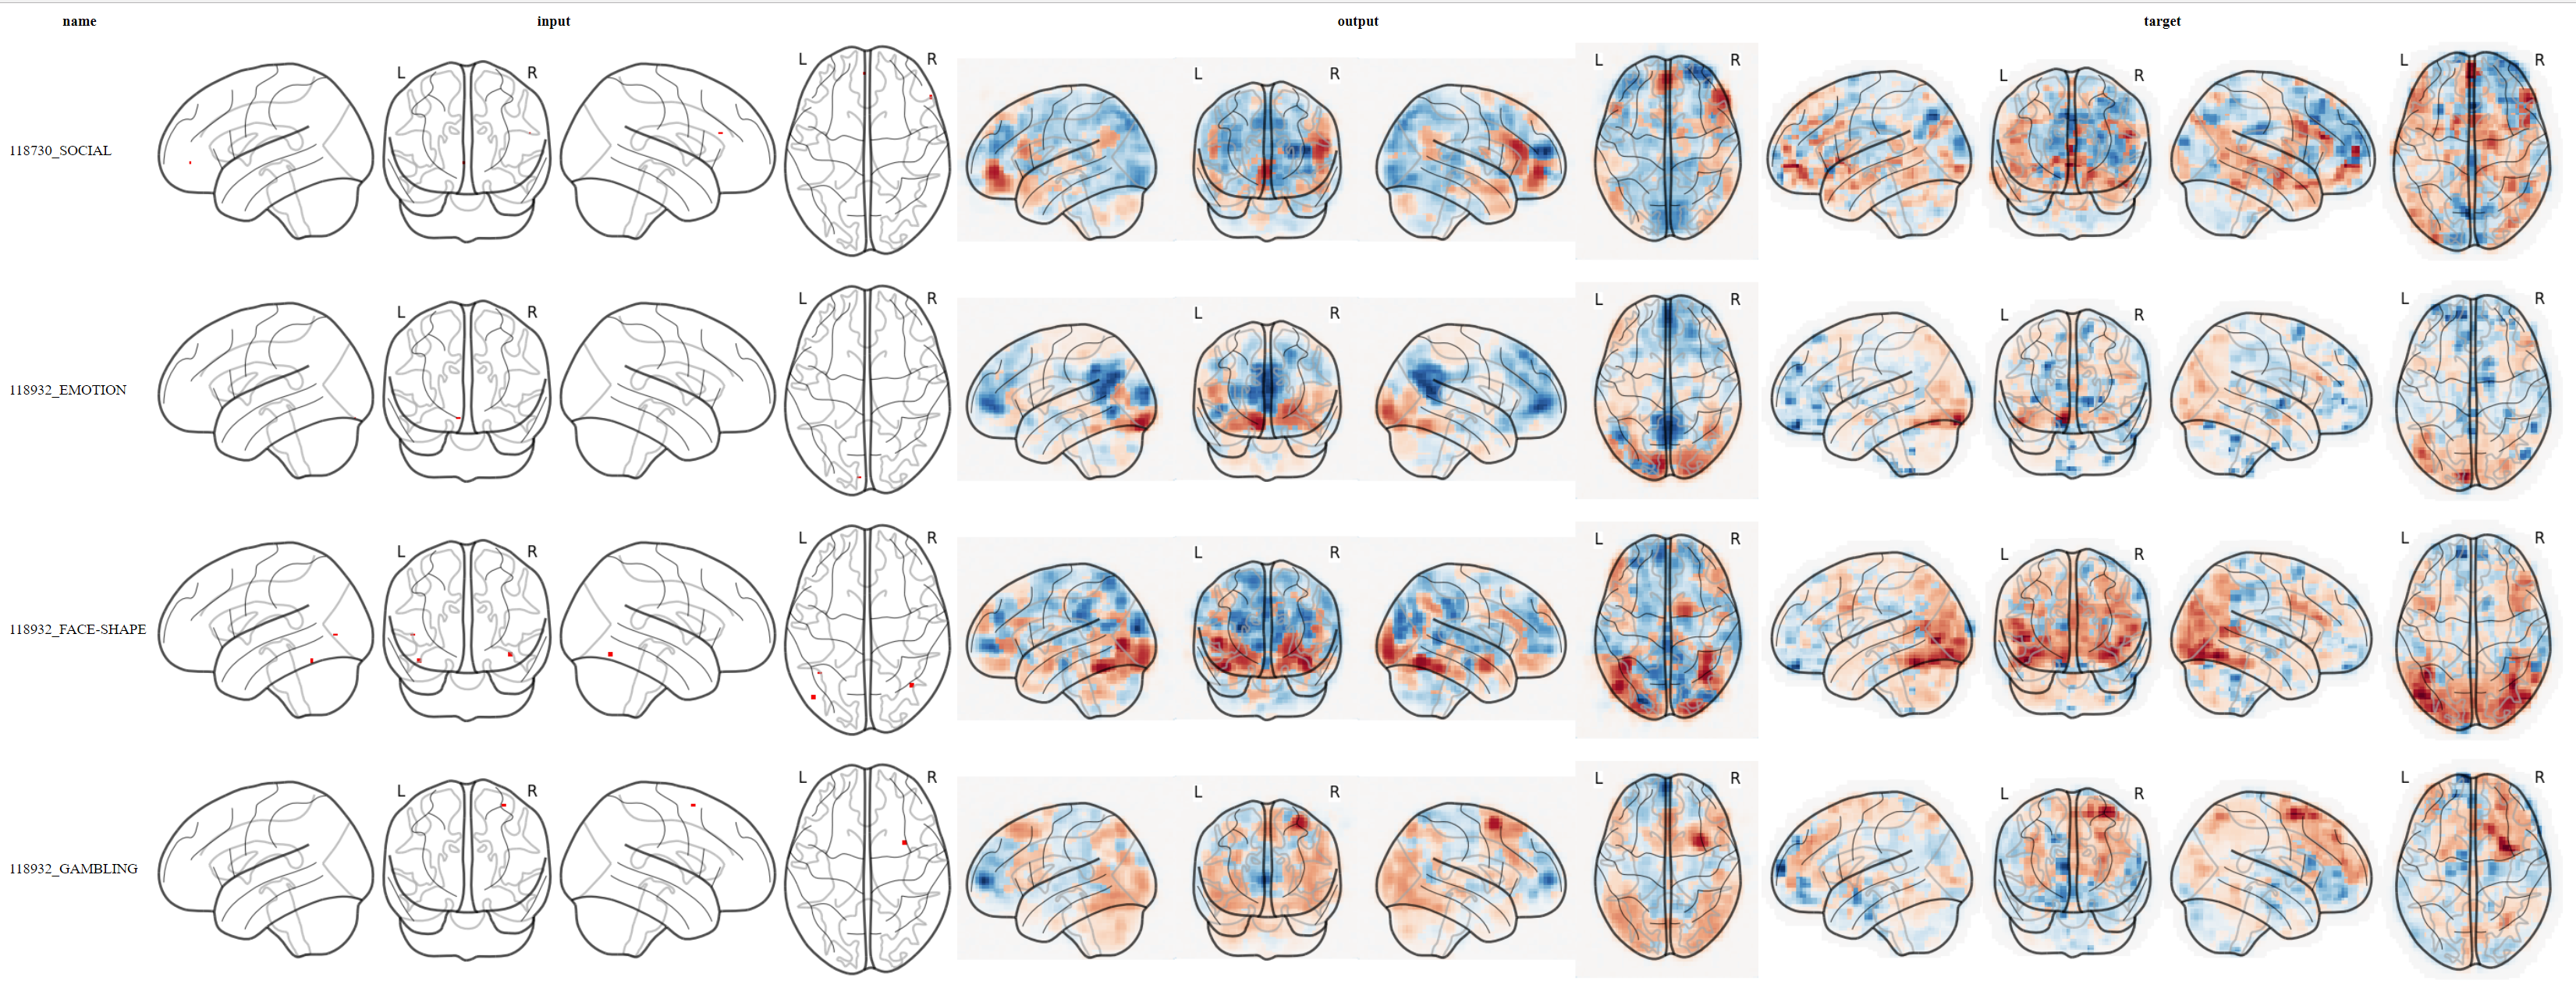 name input output target
L R L R L R L R L R L R
118730_SOCIAL
L R L R L R L R L R L R
118932_EMOTION
L R L R L R L R L R L R
118932_FACE-SHAPE
L R L R L R L R L R L R
118932_GAMBLING